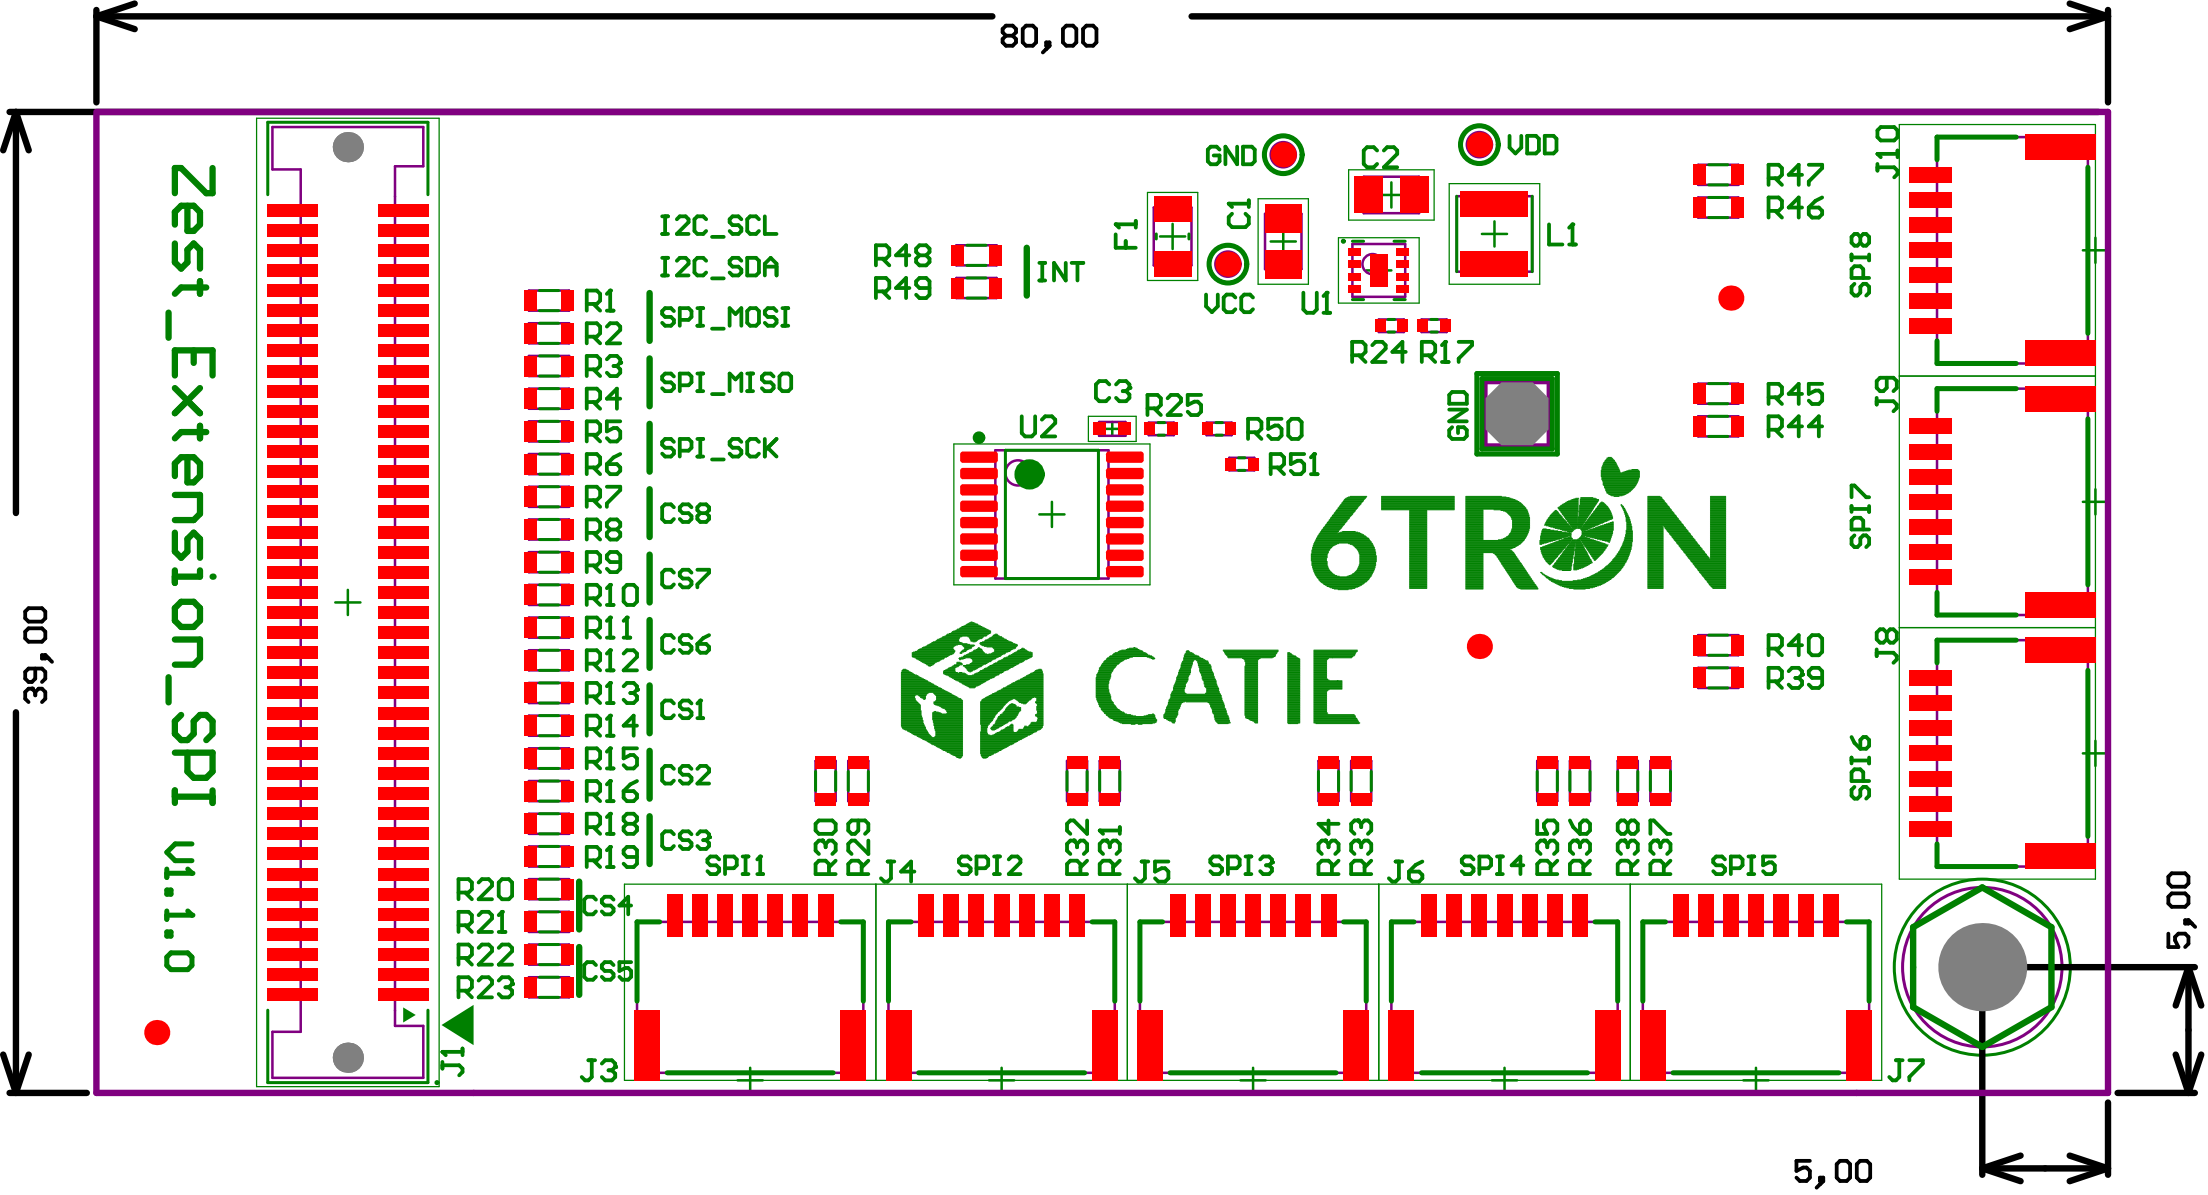 80,00
39,00
Zest_Extension_SPI v1.1.0
I2C_SCL
I2C_SDA
R1
R2
SPI_MOSI
R3
R4
SPI_MISO
R5
R6
SPI_SCK
R7
R8
CS8
R9
R10
CS7
R11
R12
CS6
R13
R14
CS1
R15
R16
CS2
R18
R19
CS3
R20
R21
CS4
R22
R23
CS5
J1
R48
R49
INT
F1
GND
C1
VCC
C2
VDD
U1
L1
R24
R17
GND
U2
C3
R25
R50
R51
6TRON
CATIE
R47
R46
J10
SPI8
R45
R44
J9
SPI7
R40
R39
J8
SPI6
R30
R29
R32
R31
R34
R33
R35
R36
R38
R37
SPI1
J4
SPI2
J5
SPI3
J6
SPI4
SPI5
J3
J7
5,00
5,00